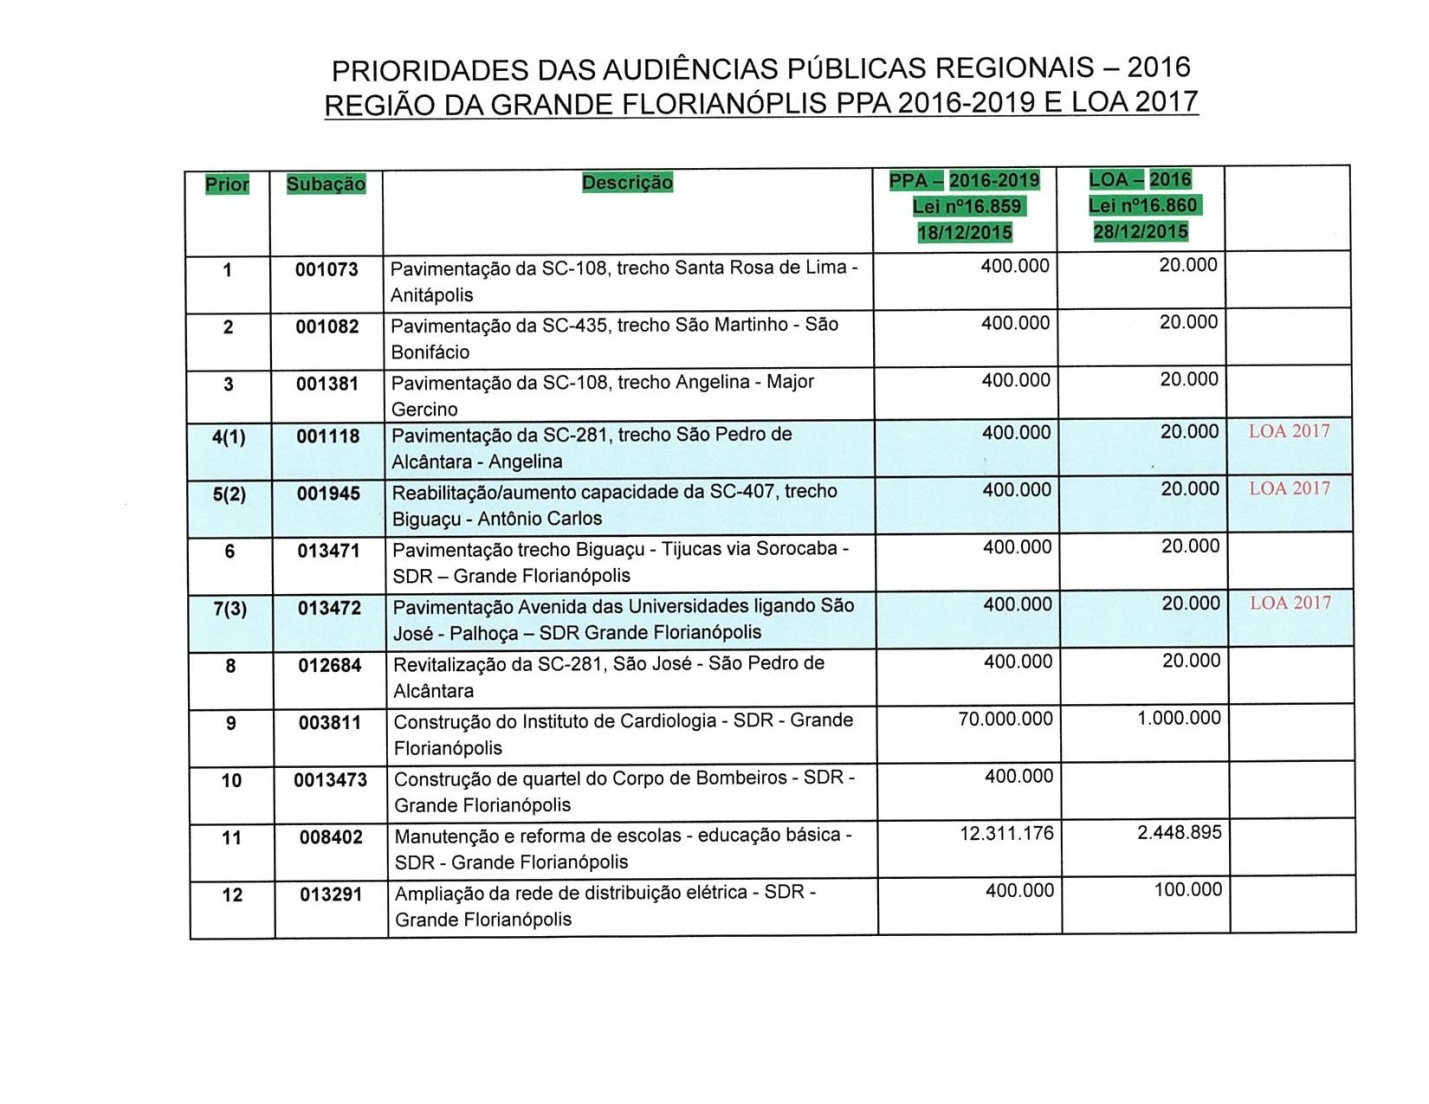 PRIORIDADES DAS AUDIÊNCIAS PÚBLICAS REGIONAIS – 2016
REGIÃO DA GRANDE FLORIANÓPLIS PPA 2016-2019 E LOA 2017
Prior Subação Descrição PPA – 2016-2019 LOA – 2016
Lei nº16.859 Lei nº16.860
18/12/2015 28/12/2015
1 001073 Pavimentação da SC-108, trecho Santa Rosa de Lima - 400.000 20.000
Anitápolis
2 001082 Pavimentação da SC-435, trecho São Martinho - São 400.000 20.000
Bonifácio
3 001381 Pavimentação da SC-108, trecho Angelina - Major 400.000 20.000
Gercino
4(1) 001118 Pavimentação da SC-281, trecho São Pedro de 400.000 20.000 LOA 2017
Alcântara - Angelina
5(2) 001945 Reabilitação/aumento capacidade da SC-407, trecho 400.000 20.000 LOA 2017
Biguaçu - Antônio Carlos
6 013471 Pavimentação trecho Biguaçu - Tijucas via Sorocaba - 400.000 20.000
SDR – Grande Florianópolis
7(3) 013472 Pavimentação Avenida das Universidades ligando São 400.000 20.000 LOA 2017
José - Palhoça – SDR Grande Florianópolis
8 012684 Revitalização da SC-281, São José - São Pedro de 400.000 20.000
Alcântara
9 003811 Construção do Instituto de Cardiologia - SDR - Grande 70.000.000 1.000.000
Florianópolis
10 0013473 Construção de quartel do Corpo de Bombeiros - SDR - 400.000
Grande Florianópolis
11 008402 Manutenção e reforma de escolas - educação básica - 12.311.176 2.448.895
SDR - Grande Florianópolis
12 013291 Ampliação da rede de distribuição elétrica - SDR - 400.000 100.000
Grande Florianópolis